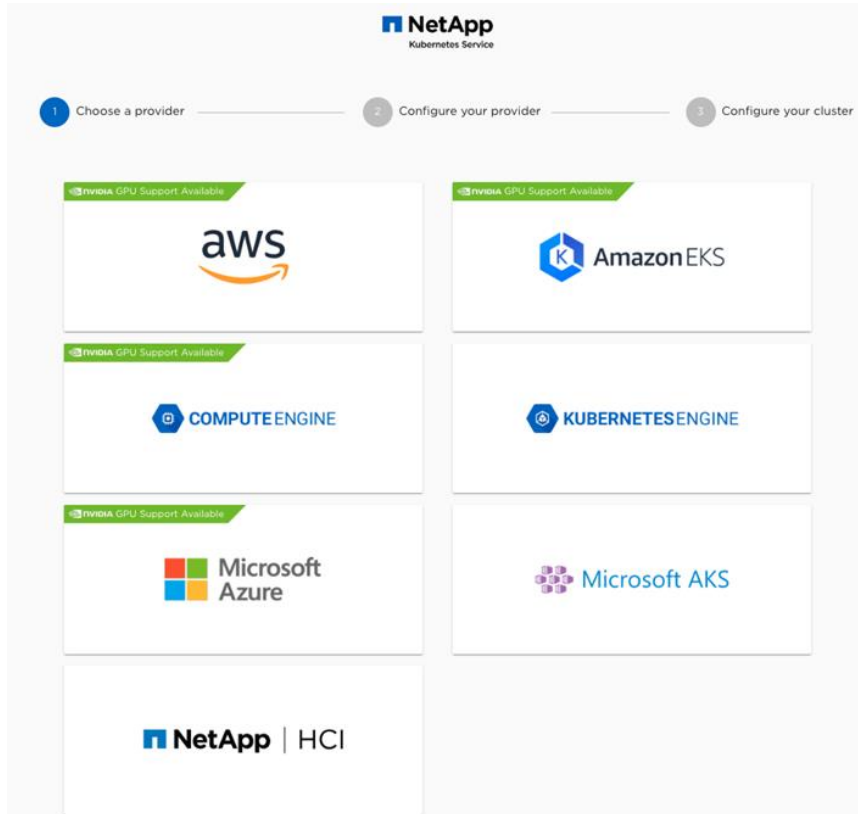 NetApp
Kubernetes Service
1 Choose a provider
2 Configure your provider
3 Configure your cluster
nVIDIA GPU Support Available
nVIDIA GPU Support Available
aws
K Amazon EKS
nVIDIA GPU Support Available
COMPUTE ENGINE
KUBERNETES ENGINE
nVIDIA GPU Support Available
Microsoft
Azure
Microsoft AKS
NetApp | HCI